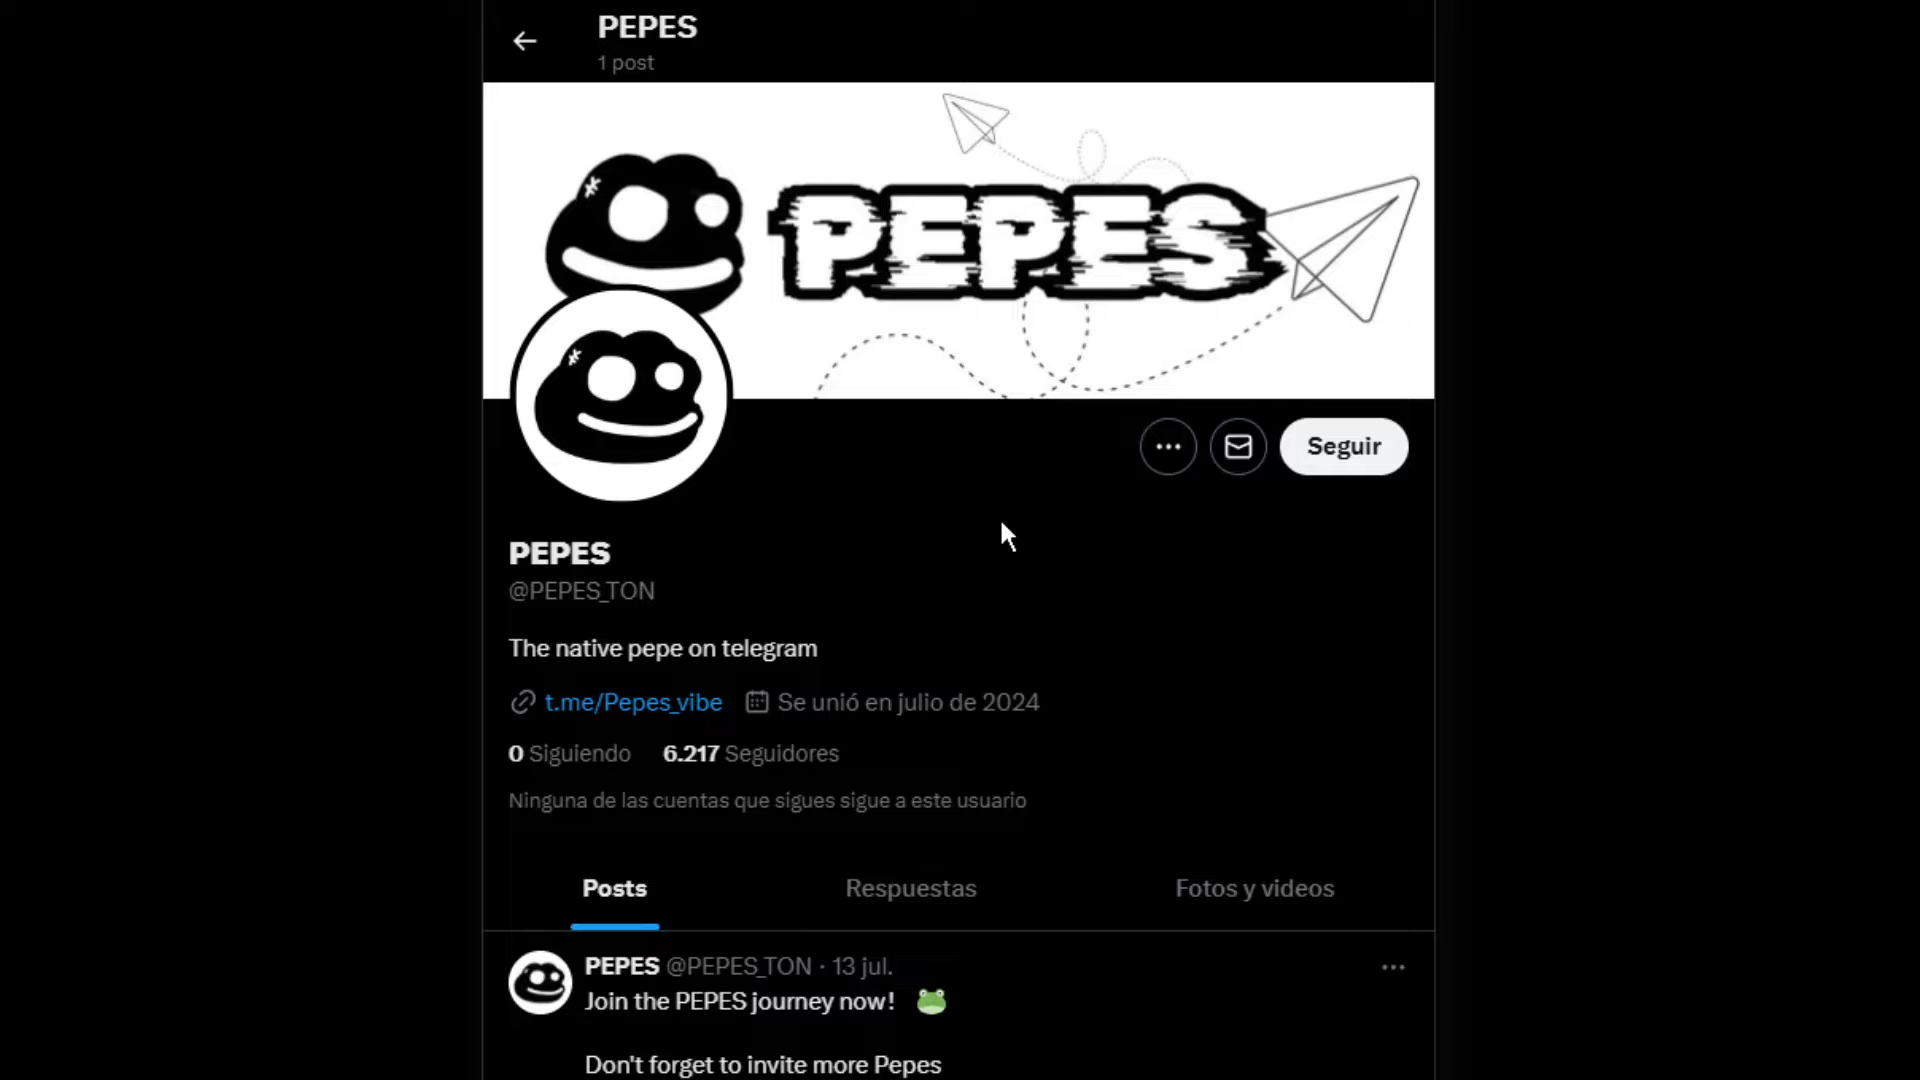 PEPES
1 post
PEPES
Seguir
PEPES
@PEPES_TON
The native pepe on telegram
t.me/Pepes_vibe Se unió en julio de 2024
0 Siguiendo 6.217 Seguidores
Ninguna de las cuentas que sigues sigue a este usuario
Posts Respuestas Fotos y videos
PEPES @PEPES_TON · 13 jul.
Join the PEPES journey now! 🐸
Don't forget to invite more Pepes